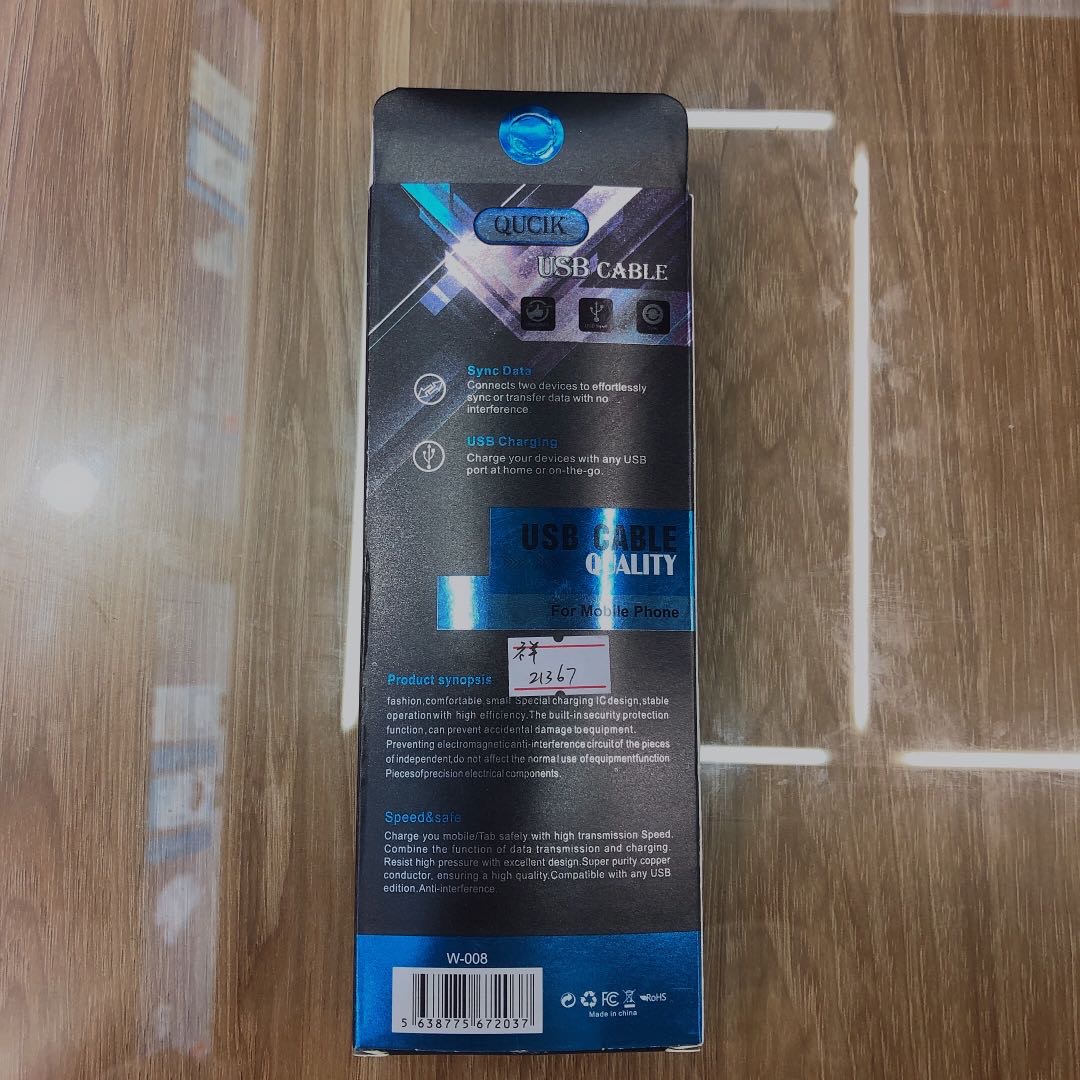 QUCIK
USB CABLE
Sync Data
Connects two devices to effortlessly
sync or transfer data with no
interference.
USB Charging
Charge your devices with any USB
port at home or on-the-go.
USB CABLE
QUALITY
For Mobile Phone
祥
21367
Product synopsis
fashion,comfortable,small Special charging IC design,stable
operation with high efficiency.The built-in security protection
function,can prevent accidental damage to equipment.
Preventing electromagneticanti-interference circuit of the pieces
of independent,do not affect the normal use of equipmentfunction
Pieces of precision electrical components.
Speed&safe
Charge you mobile/Tab safely with high transmission Speed.
Combine the function of data transmission and charging.
Resist high pressure with excellent design.Super purity copper
conductor, ensuring a high quality.Compatible with any USB
edition.Anti-interference.
W-008
5 638775 672037
FC
RoHS
Made in china